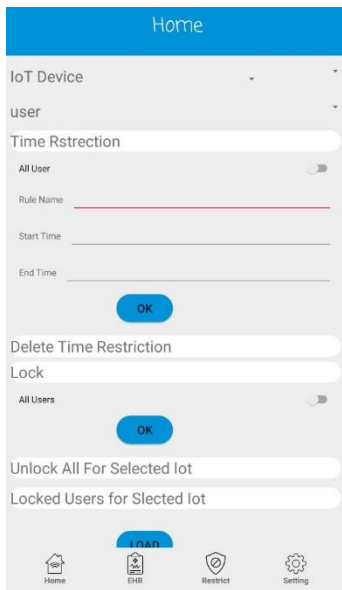 Home
IoT Device
user
Time Rstrection
All User
Rule Name
Start Time
End Time
OK
Delete Time Restriction
Lock
All Users
OK
Unlock All For Selected Iot
Locked Users for Slected Iot
LOAD
Home EHR Restrict Setting